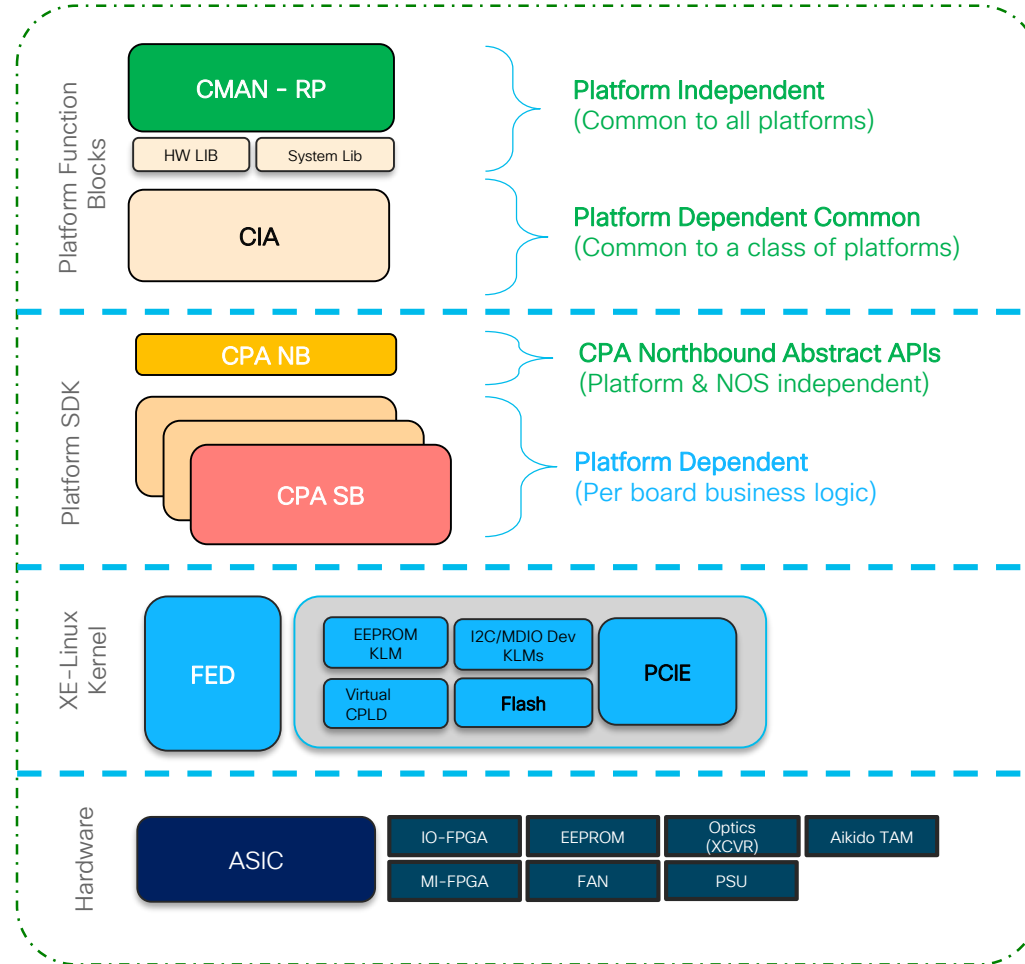 Platform Function
Blocks
CMAN - RP
HW LIB
System Lib
CIA
Platform Independent
(Common to all platforms)
Platform Dependent Common
(Common to a class of platforms)
Platform SDK
CPA NB
CPA SB
CPA Northbound Abstract APIs
(Platform & NOS independent)
Platform Dependent
(Per board business logic)
XE-Linux
Kernel
FED
EEPROM
KLM
I2C/MDIO Dev
KLMs
Virtual
CPLD
Flash
PCIE
Hardware
ASIC
IO-FPGA
EEPROM
Optics
(XCVR)
Aikido TAM
MI-FPGA
FAN
PSU